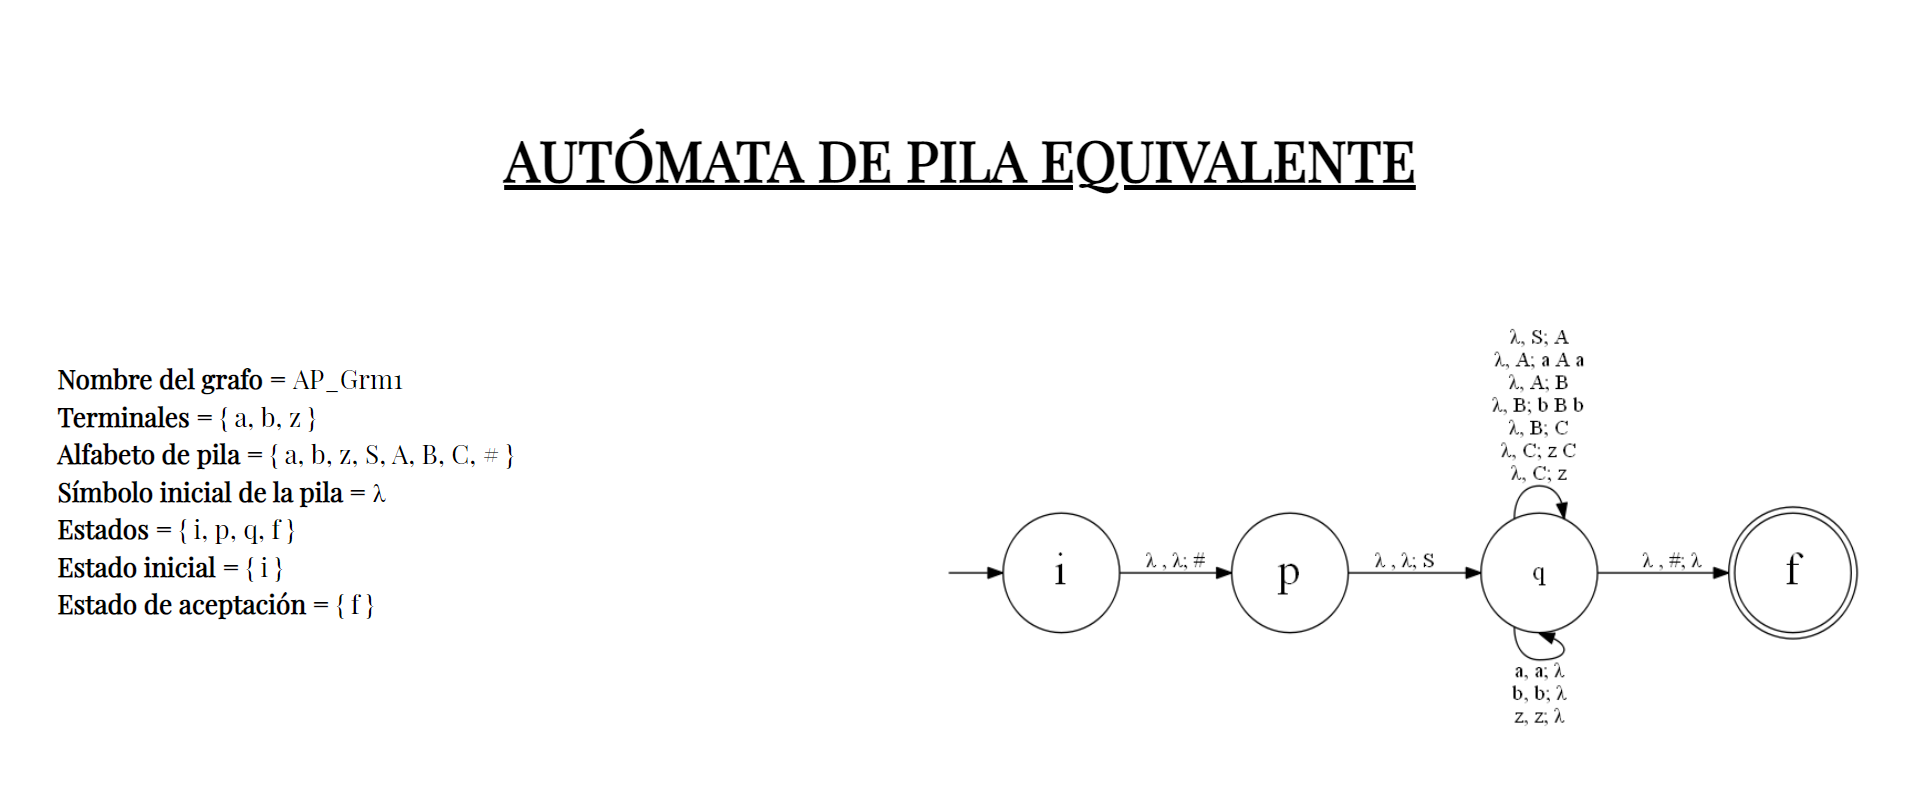 AUTÓMATA DE PILA EQUIVALENTE
Nombre del grafo = AP_Grm1
Terminales = { a, b, z }
Alfabeto de pila = { a, b, z, S, A, B, C, # }
Símbolo inicial de la pila = λ
Estados = { i, p, q, f }
Estado inicial = { i }
Estado de aceptación = { f }
λ, S; A
λ, A; a A a
λ, A; B
λ, B; b B b
λ, B; C
λ, C; z C
λ, C; z
i
λ , λ; #
p
λ , λ; S
q
λ , #; λ
f
a, a; λ
b, b; λ
z, z; λ